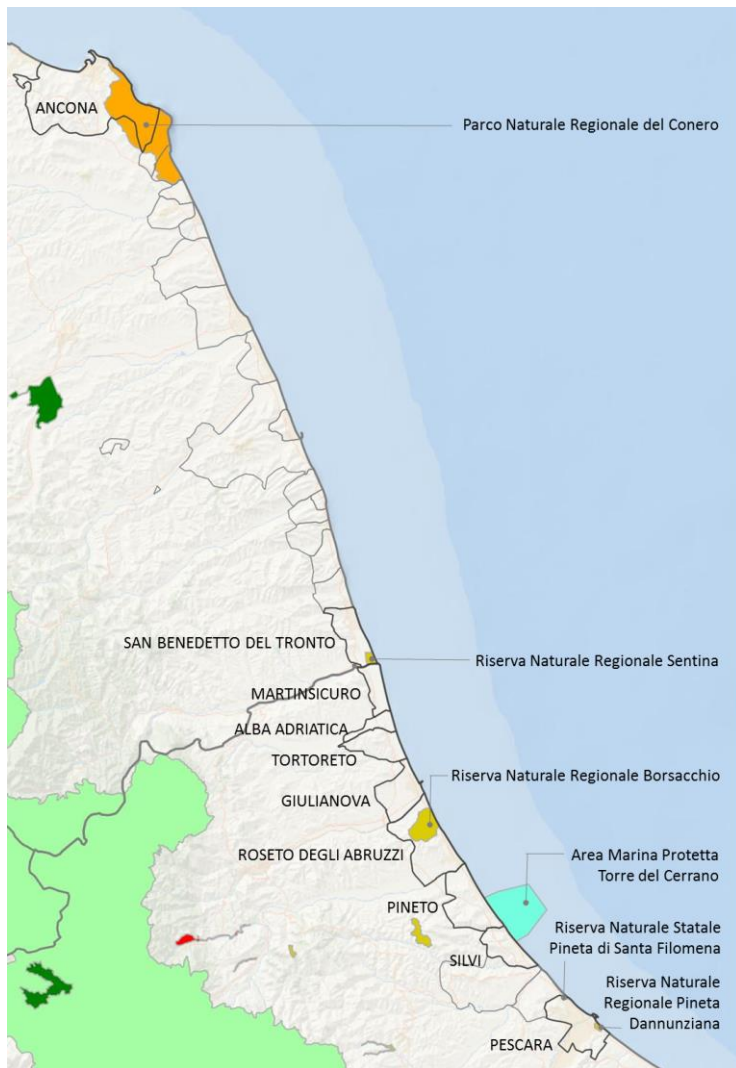 ANCONA
Parco Naturale Regionale del Conero
SAN BENEDETTO DEL TRONTO
Riserva Naturale Regionale Sentina
MARTINSICURO
ALBA ADRIATICA
TORTORETO
Riserva Naturale Regionale Borsacchio
GIULIANOVA
ROSETO DEGLI ABRUZZI
Area Marina Protetta
Torre del Cerrano
PINETO
Riserva Naturale Statale
Pineta di Santa Filomena
SILVI
Riserva Naturale
Regionale Pineta
Dannunziana
PESCARA